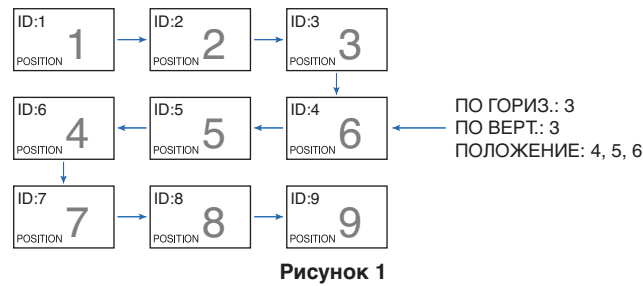 ID:1
POSITION 1
ID:2
POSITION 2
ID:3
POSITION 3
ID:6
POSITION 4
ID:5
POSITION 5
ID:4
POSITION 6
ПО ГОРИЗ.: 3
ПО ВЕРТ.: 3
ПОЛОЖЕНИЕ: 4, 5, 6
ID:7
POSITION 7
ID:8
POSITION 8
ID:9
POSITION 9
Рисунок 1